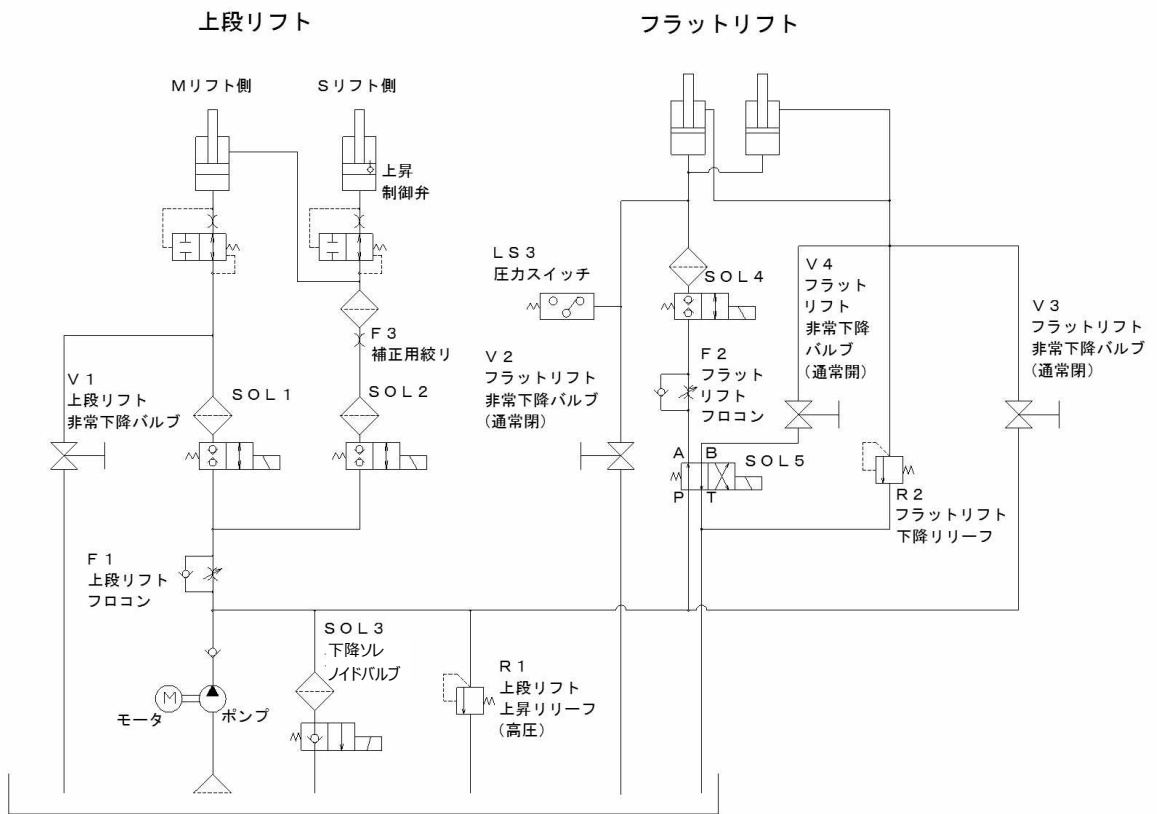 上段リフト
フラットリフト
Mリフト側
Sリフト側
上昇
制御弁
LS3
圧力スイッチ
SOL4
V4
フラット
リフト
非常下降
バルブ
(通常開)
V3
フラットリフト
非常下降バルブ
(通常閉)
F3
補正用絞り
V2
フラットリフト
非常下降バルブ
(通常閉)
F2
フラット
リフト
フロコン
V1
上段リフト
非常下降バルブ
SOL1
SOL2
A B
SOL5
P T
R2
フラットリフト
下降リリーフ
F1
上段リフト
フロコン
SOL3
下降ソレ
ノイドバルブ
R1
上段リフト
上昇リリーフ
(高圧)
M
モータ
ポンプ